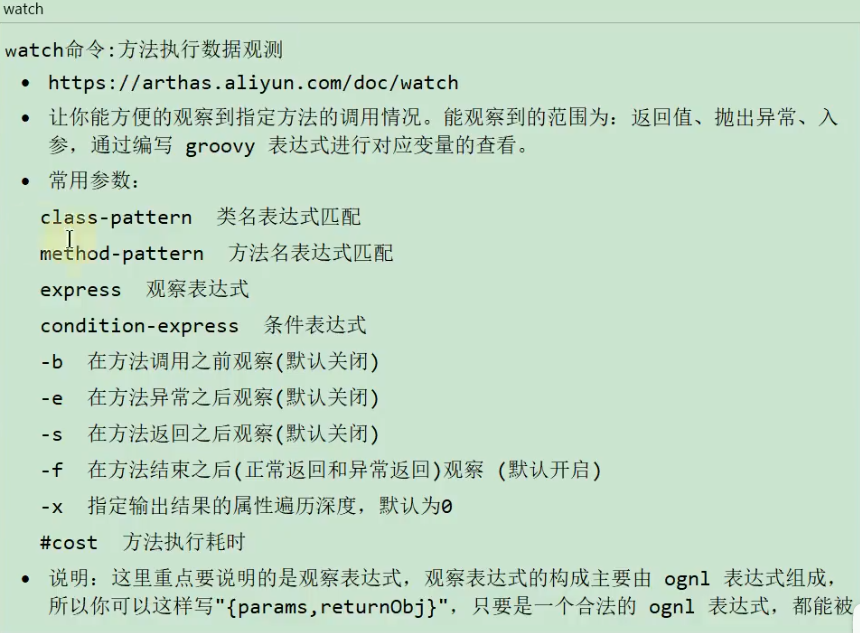 watch
watch命令:方法执行数据观测
• https://arthas.aliyun.com/doc/watch
• 让你能方便的观察到指定方法的调用情况。能观察到的范围为：返回值、抛出异常、入
参，通过编写 groovy 表达式进行对应变量的查看。
• 常用参数：
class-pattern 类名表达式匹配
method-pattern 方法名表达式匹配
express 观察表达式
condition-express 条件表达式
-b 在方法调用之前观察(默认关闭)
-e 在方法异常之后观察(默认关闭)
-s 在方法返回之后观察(默认关闭)
-f 在方法结束之后(正常返回和异常返回)观察 (默认开启)
-x 指定输出结果的属性遍历深度，默认为0
#cost 方法执行耗时
• 说明：这里重点要说明的是观察表达式，观察表达式的构成主要由 ognl 表达式组成，
所以你可以这样写"{params,returnObj}"，只要是一个合法的 ognl 表达式，都能被